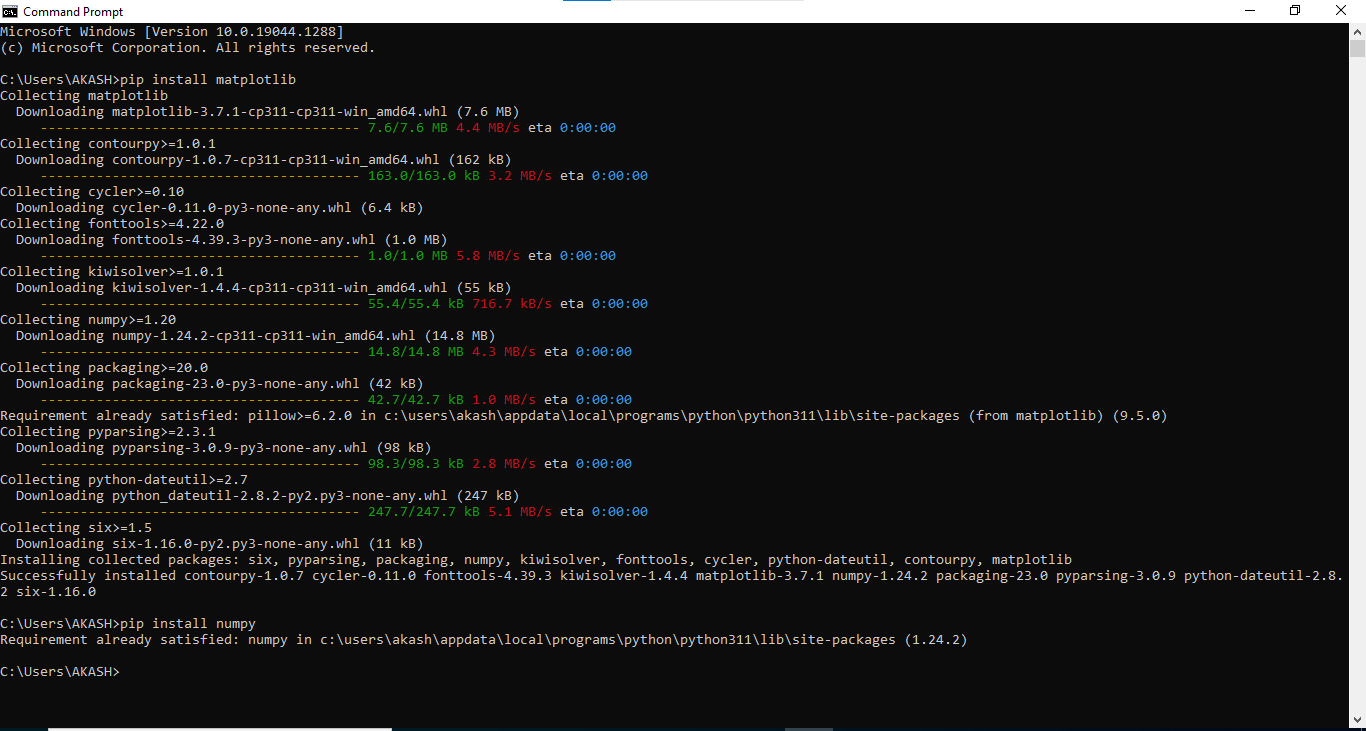 Command Prompt
Microsoft Windows [Version 10.0.19044.1288]
(c) Microsoft Corporation. All rights reserved.
C:\Users\AKASH>pip install matplotlib
Collecting matplotlib
  Downloading matplotlib-3.7.1-cp311-cp311-win_amd64.whl (7.6 MB)
     ---------------------------------------- 7.6/7.6 MB 4.4 MB/s eta 0:00:00
Collecting contourpy>=1.0.1
  Downloading contourpy-1.0.7-cp311-cp311-win_amd64.whl (162 kB)
     ---------------------------------------- 163.0/163.0 kB 3.2 MB/s eta 0:00:00
Collecting cycler>=0.10
  Downloading cycler-0.11.0-py3-none-any.whl (6.4 kB)
Collecting fonttools>=4.22.0
  Downloading fonttools-4.39.3-py3-none-any.whl (1.0 MB)
     ---------------------------------------- 1.0/1.0 MB 5.8 MB/s eta 0:00:00
Collecting kiwisolver>=1.0.1
  Downloading kiwisolver-1.4.4-cp311-cp311-win_amd64.whl (55 kB)
     ---------------------------------------- 55.4/55.4 kB 716.7 kB/s eta 0:00:00
Collecting numpy>=1.20
  Downloading numpy-1.24.2-cp311-cp311-win_amd64.whl (14.8 MB)
     ---------------------------------------- 14.8/14.8 MB 4.3 MB/s eta 0:00:00
Collecting packaging>=20.0
  Downloading packaging-23.0-py3-none-any.whl (42 kB)
     ---------------------------------------- 42.7/42.7 kB 1.0 MB/s eta 0:00:00
Requirement already satisfied: pillow>=6.2.0 in c:\users\akash\appdata\local\programs\python\python311\lib\site-packages (from matplotlib) (9.5.0)
Collecting pyparsing>=2.3.1
  Downloading pyparsing-3.0.9-py3-none-any.whl (98 kB)
     ---------------------------------------- 98.3/98.3 kB 2.8 MB/s eta 0:00:00
Collecting python-dateutil>=2.7
  Downloading python_dateutil-2.8.2-py2.py3-none-any.whl (247 kB)
     ---------------------------------------- 247.7/247.7 kB 5.1 MB/s eta 0:00:00
Collecting six>=1.5
  Downloading six-1.16.0-py2.py3-none-any.whl (11 kB)
Installing collected packages: six, pyparsing, packaging, numpy, kiwisolver, fonttools, cycler, python-dateutil, contourpy, matplotlib
Successfully installed contourpy-1.0.7 cycler-0.11.0 fonttools-4.39.3 kiwisolver-1.4.4 matplotlib-3.7.1 numpy-1.24.2 packaging-23.0 pyparsing-3.0.9 python-dateutil-2.8.
2 six-1.16.0
C:\Users\AKASH>pip install numpy
Requirement already satisfied: numpy in c:\users\akash\appdata\local\programs\python\python311\lib\site-packages (1.24.2)
C:\Users\AKASH>